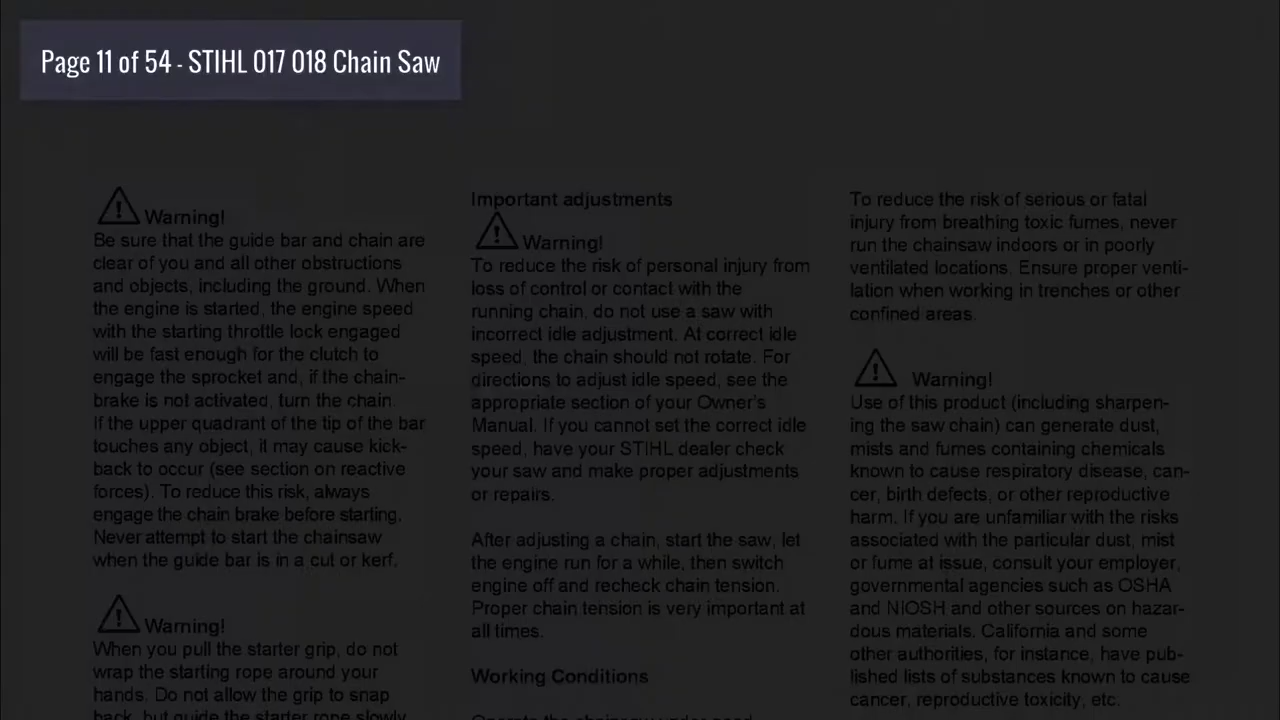 Page 11 of 54 - STIHL 017 018 Chain Saw
Warning!
Be sure that the guide bar and chain are
clear of you and all other obstructions
and objects, including the ground. When
the engine is started, the engine speed
with the starting throttle lock engaged
will be fast enough for the clutch to
engage the sprocket and, if the chain-
brake is not activated, turn the chain.
If the upper quadrant of the tip of the bar
touches any object, it may cause kick-
back to occur (see section on reactive
forces). To reduce this risk, always
engage the chain brake before starting.
Never attempt to start the chainsaw
when the guide bar is in a cut or kerf.
Warning!
When you pull the starter grip, do not
wrap the starting rope around your
hands. Do not allow the grip to snap
back, but guide the starter rope slowly
Important adjustments
Warning!
To reduce the risk of personal injury from
loss of control or contact with the
running chain, do not use a saw with
incorrect idle adjustment. At correct idle
speed, the chain should not rotate. For
directions to adjust idle speed, see the
appropriate section of your Owner's
Manual. If you cannot set the correct idle
speed, have your STIHL dealer check
your saw and make proper adjustments
or repairs.
After adjusting a chain, start the saw, let
the engine run for a while, then switch
engine off and recheck chain tension.
Proper chain tension is very important at
all times.
Working Conditions
Operate the chainsaw under good
To reduce the risk of serious or fatal
injury from breathing toxic fumes, never
run the chainsaw indoors or in poorly
ventilated locations. Ensure proper venti-
lation when working in trenches or other
confined areas.
Warning!
Use of this product (including sharpen-
ing the saw chain) can generate dust,
mists and fumes containing chemicals
known to cause respiratory disease, can-
cer, birth defects, or other reproductive
harm. If you are unfamiliar with the risks
associated with the particular dust, mist
or fume at issue, consult your employer,
governmental agencies such as OSHA
and NIOSH and other sources on hazar-
dous materials. California and some
other authorities, for instance, have pub-
lished lists of substances known to cause
cancer, reproductive toxicity, etc.